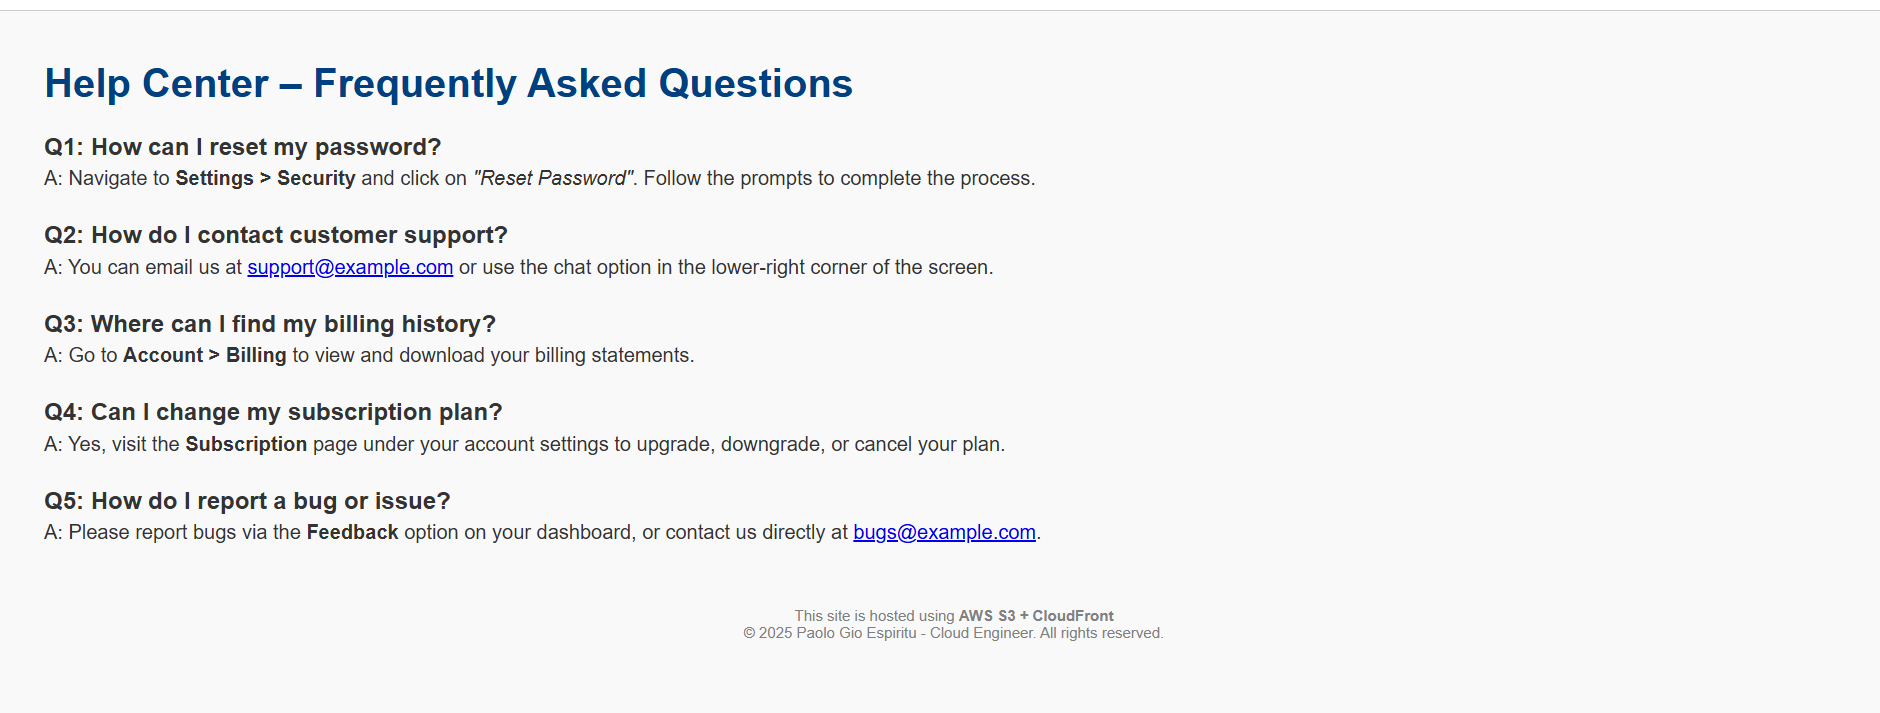 Help Center – Frequently Asked Questions
Q1: How can I reset my password?
A: Navigate to Settings > Security and click on "Reset Password". Follow the prompts to complete the process.
Q2: How do I contact customer support?
A: You can email us at support@example.com or use the chat option in the lower-right corner of the screen.
Q3: Where can I find my billing history?
A: Go to Account > Billing to view and download your billing statements.
Q4: Can I change my subscription plan?
A: Yes, visit the Subscription page under your account settings to upgrade, downgrade, or cancel your plan.
Q5: How do I report a bug or issue?
A: Please report bugs via the Feedback option on your dashboard, or contact us directly at bugs@example.com.
This site is hosted using AWS S3 + CloudFront
© 2025 Paolo Gio Espiritu - Cloud Engineer. All rights reserved.